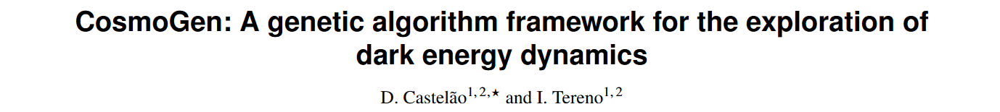 CosmoGen: A genetic algorithm framework for the exploration of
dark energy dynamics
D. Castelão1,2,⋆ and I. Tereno1,2